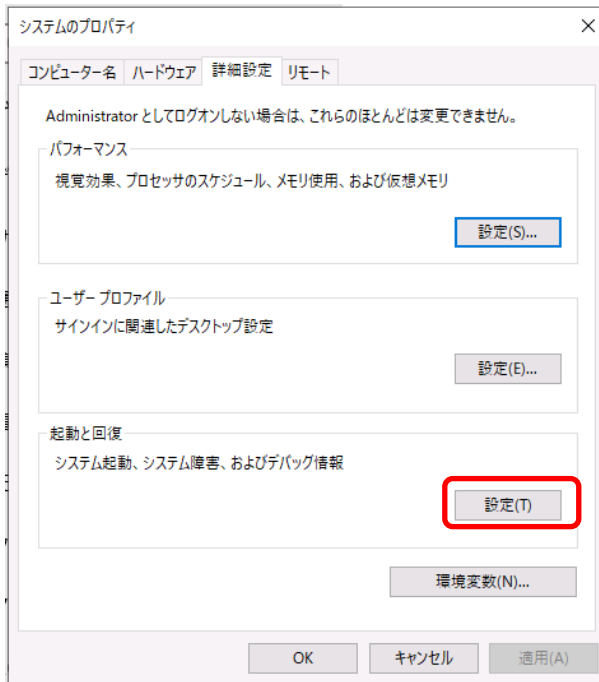 システムのプロパティ
コンピューター名 ハードウェア 詳細設定 リモート
Administrator としてログオンしない場合は、これらのほとんどは変更できません。
パフォーマンス
視覚効果、プロセッサのスケジュール、メモリ使用、および仮想メモリ
設定(S)...
ユーザー プロファイル
サインインに関連したデスクトップ設定
設定(E)...
起動と回復
システム起動、システム障害、およびデバッグ情報
設定(T)
環境変数(N)...
OK キャンセル 適用(A)